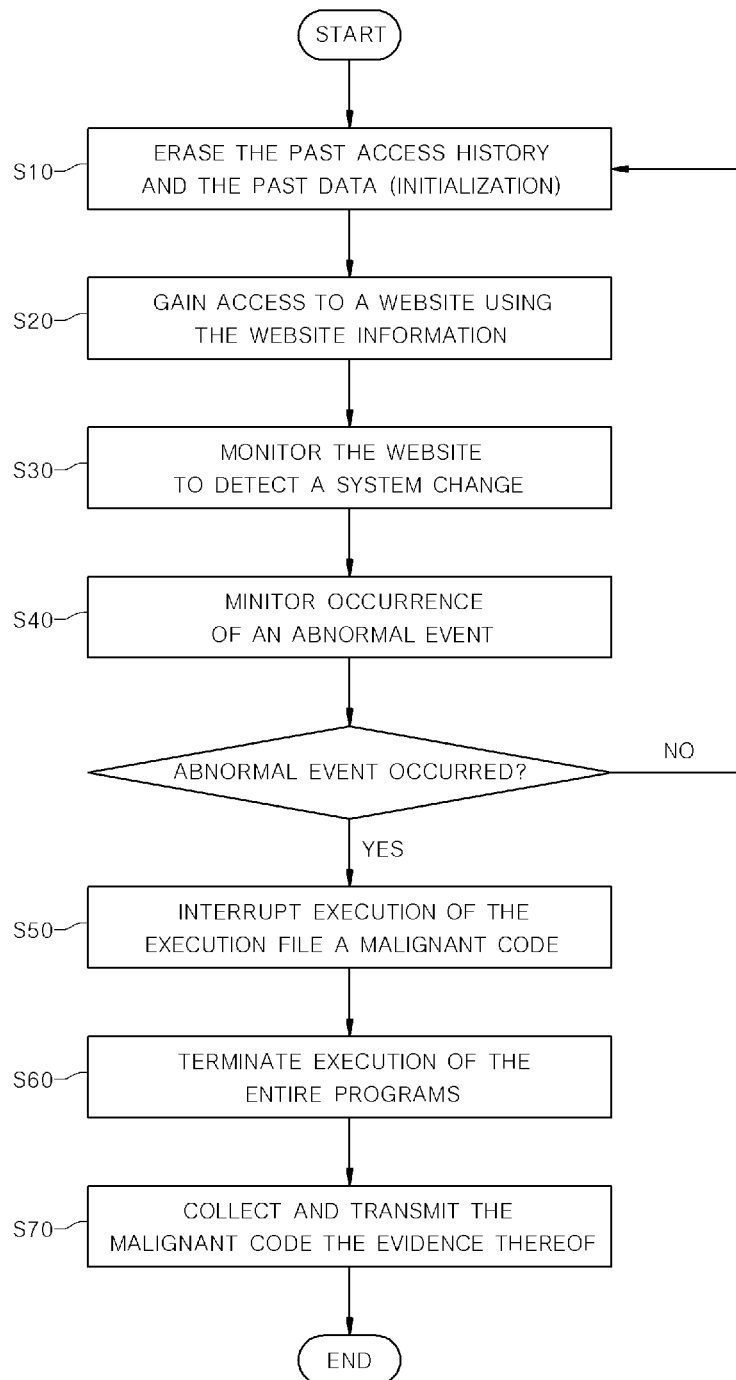 START
S10
ERASE THE PAST ACCESS HISTORY
AND THE PAST DATA (INITIALIZATION)
S20
GAIN ACCESS TO A WEBSITE USING
THE WEBSITE INFORMATION
S30
MONITOR THE WEBSITE
TO DETECT A SYSTEM CHANGE
S40
MINITOR OCCURRENCE
OF AN ABNORMAL EVENT
ABNORMAL EVENT OCCURRED?
NO
YES
S50
INTERRUPT EXECUTION OF THE
EXECUTION FILE A MALIGNANT CODE
S60
TERMINATE EXECUTION OF THE
ENTIRE PROGRAMS
S70
COLLECT AND TRANSMIT THE
MALIGNANT CODE THE EVIDENCE THEREOF
END